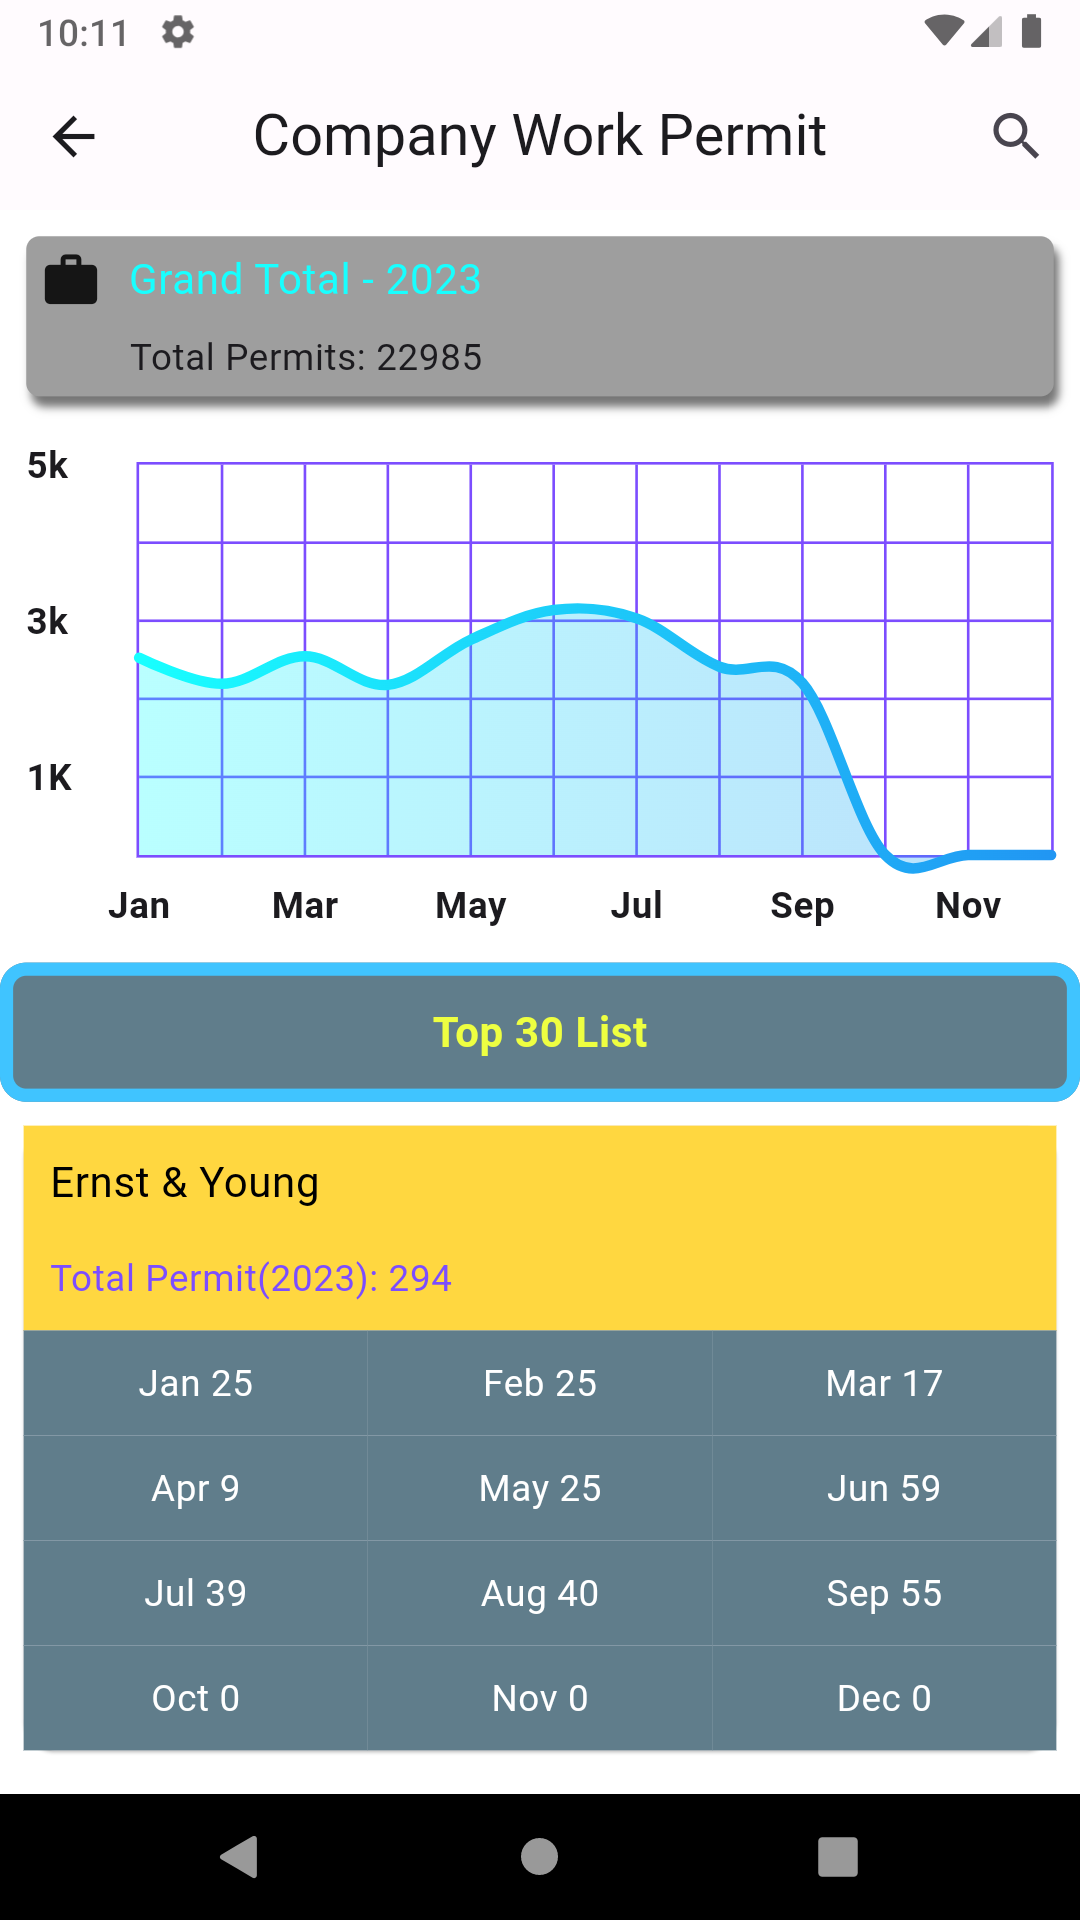 10:11
Company Work Permit
Grand Total - 2023
Total Permits: 22985
5k
3k
1K
Jan Mar May Jul Sep Nov
Top 30 List
Ernst & Young
Total Permit(2023): 294
Jan 25 Feb 25 Mar 17
Apr 9 May 25 Jun 59
Jul 39 Aug 40 Sep 55
Oct 0 Nov 0 Dec 0